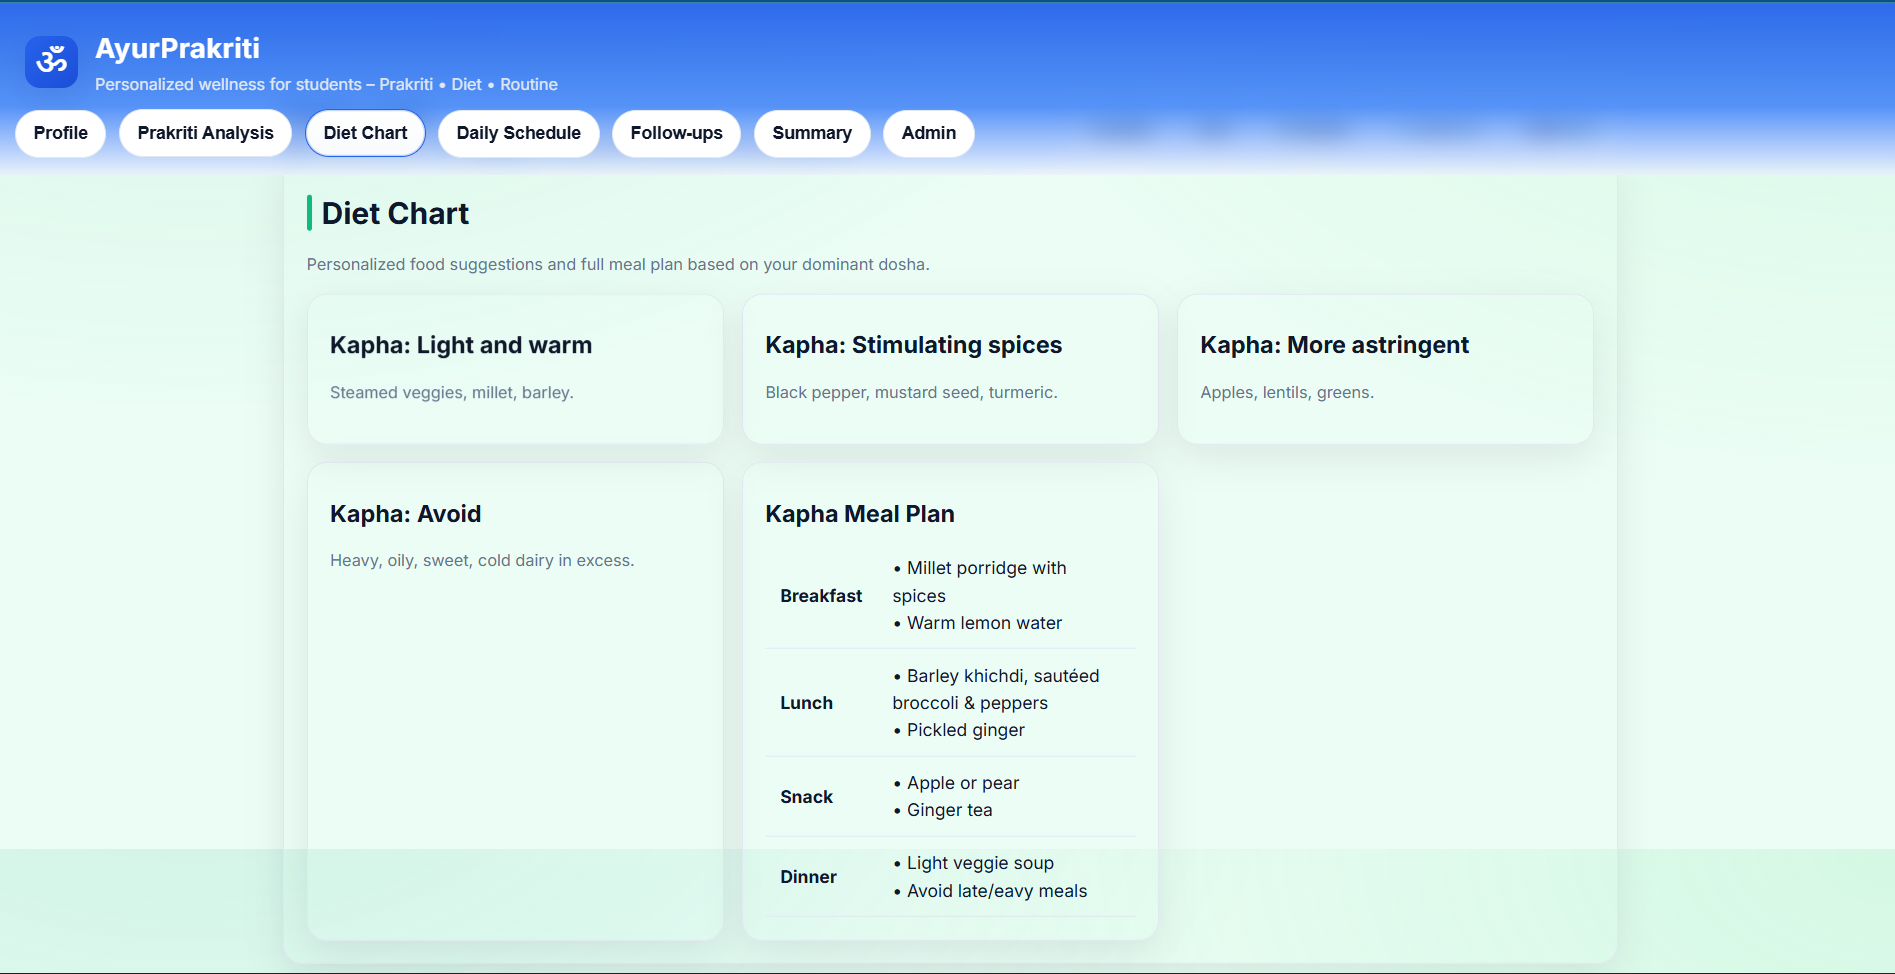 ॐ
AyurPrakriti
Personalized wellness for students – Prakriti • Diet • Routine
Profile
Prakriti Analysis
Diet Chart
Daily Schedule
Follow-ups
Summary
Admin
Diet Chart
Personalized food suggestions and full meal plan based on your dominant dosha.
Kapha: Light and warm
Steamed veggies, millet, barley.
Kapha: Stimulating spices
Black pepper, mustard seed, turmeric.
Kapha: More astringent
Apples, lentils, greens.
Kapha: Avoid
Heavy, oily, sweet, cold dairy in excess.
Kapha Meal Plan
Breakfast
• Millet porridge with
spices
• Warm lemon water
Lunch
• Barley khichdi, sautéed
broccoli & peppers
• Pickled ginger
Snack
• Apple or pear
• Ginger tea
Dinner
• Light veggie soup
• Avoid late/eavy meals